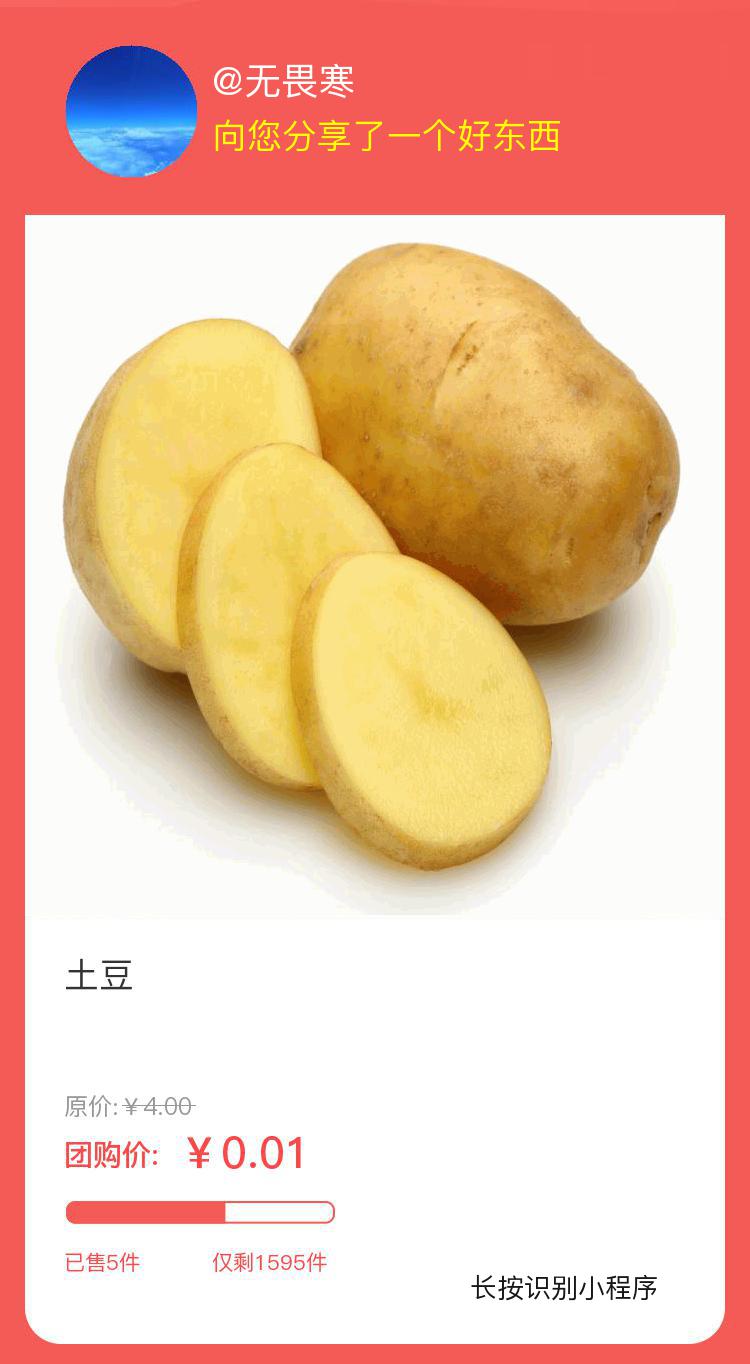 @无畏寒
向您分享了一个好东西
土豆
原价:￥4.00
团购价: ￥0.01
已售5件 仅剩1595件
长按识别小程序